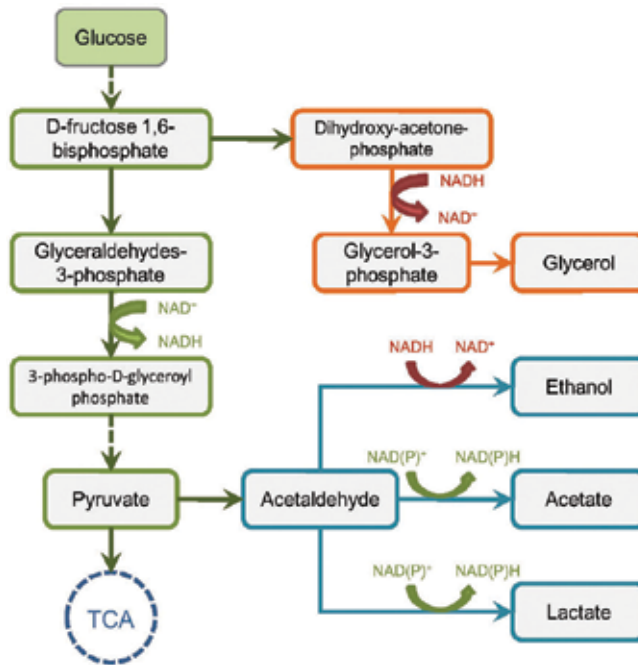 Glucose
D-fructose 1,6-
bisphosphate
Dihydroxy-acetone-
phosphate
NADH
NAD⁺
Glyceraldehydes-
3-phosphate
Glycerol-3-
phosphate
Glycerol
NAD⁺
NADH
3-phospho-D-glyceroyl
phosphate
NADH
NAD⁺
Ethanol
NAD(P)⁺
NAD(P)H
Pyruvate
Acetaldehyde
Acetate
NAD(P)⁺
NAD(P)H
Lactate
TCA